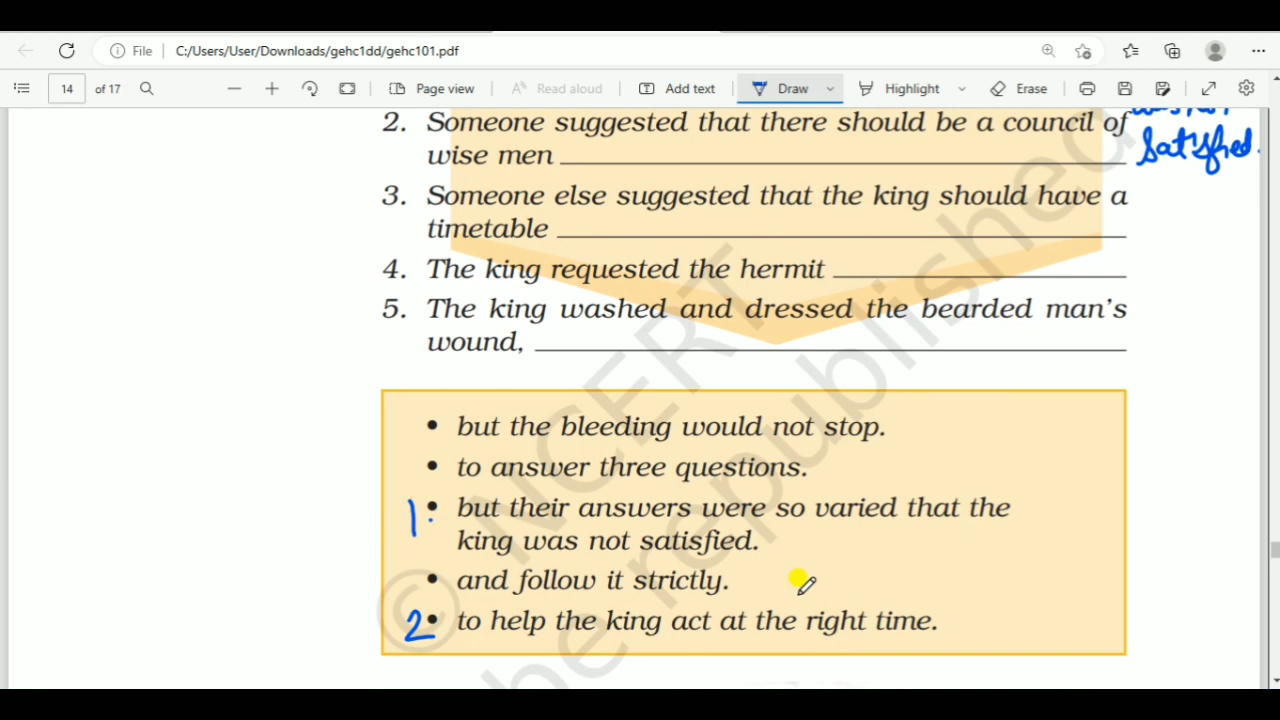 File C:/Users/User/Downloads/gehc1dd/gehc101.pdf
14 of 17 Page view Read aloud Add text Draw Highlight Erase
2. Someone suggested that there should be a council of
wise men
satisfied.
3. Someone else suggested that the king should have a
timetable
4. The king requested the hermit
5. The king washed and dressed the bearded man's
wound,
• but the bleeding would not stop.
• to answer three questions.
1. • but their answers were so varied that the
king was not satisfied.
• and follow it strictly.
2 • to help the king act at the right time.
© NCERT
be republished